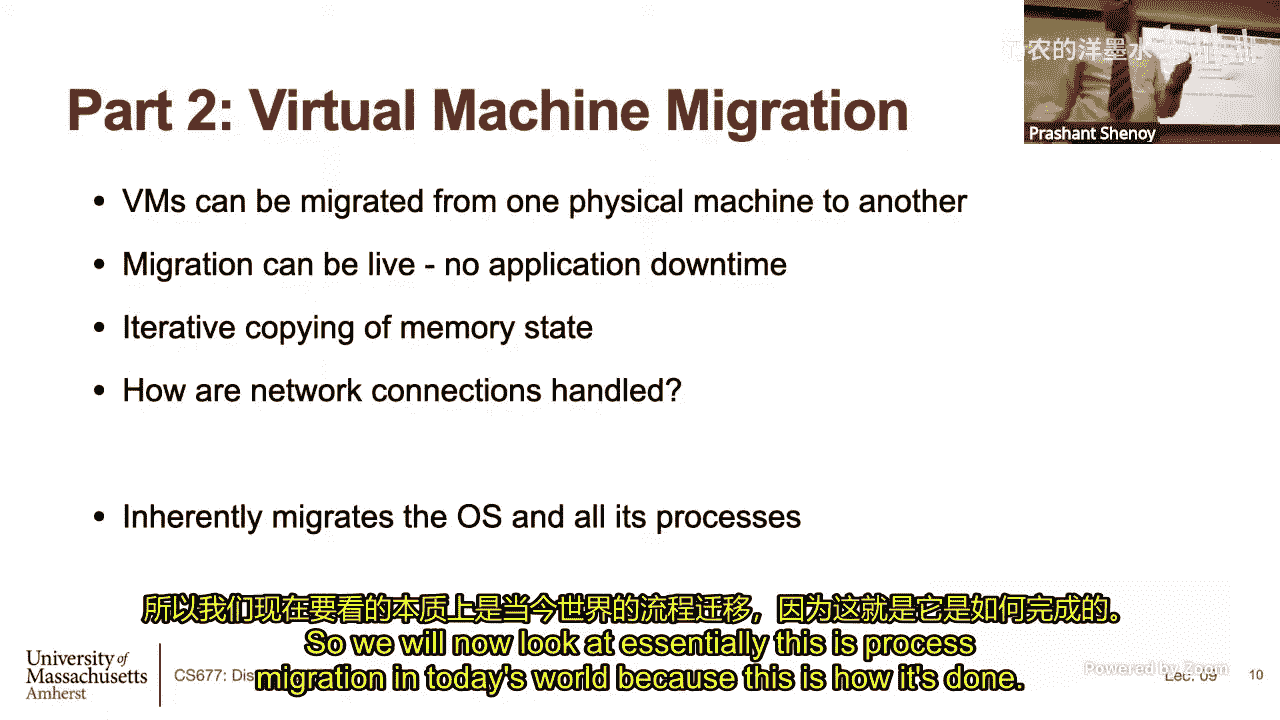 农的洋墨水
Prashant Shenoy
Part 2: Virtual Machine Migration
• VMs can be migrated from one physical machine to another
• Migration can be live - no application downtime
• Iterative copying of memory state
• How are network connections handled?
• Inherently migrates the OS and all its processes
所以我们现在要看的本质上是当今世界的流程迁移，因为这就是它是如何完成的。
So we will now look at essentially this is process
migration in today's world because this is how it's done.
University of
Massachusetts
Amherst
CS677: Dis
Powered by Zoom
Lec. 09
10